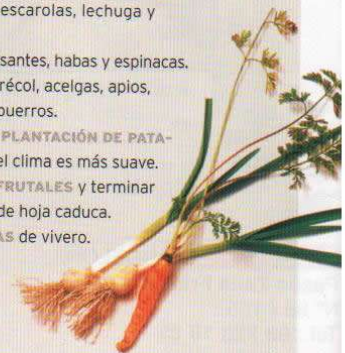 escarolas, lechuga y
santes, habas y espinacas.
récol, acelgas, apios,
puerros.
PLANTACIÓN DE PATA-
el clima es más suave.
FRUTALES y terminar
de hoja caduca.
AS de vivero.